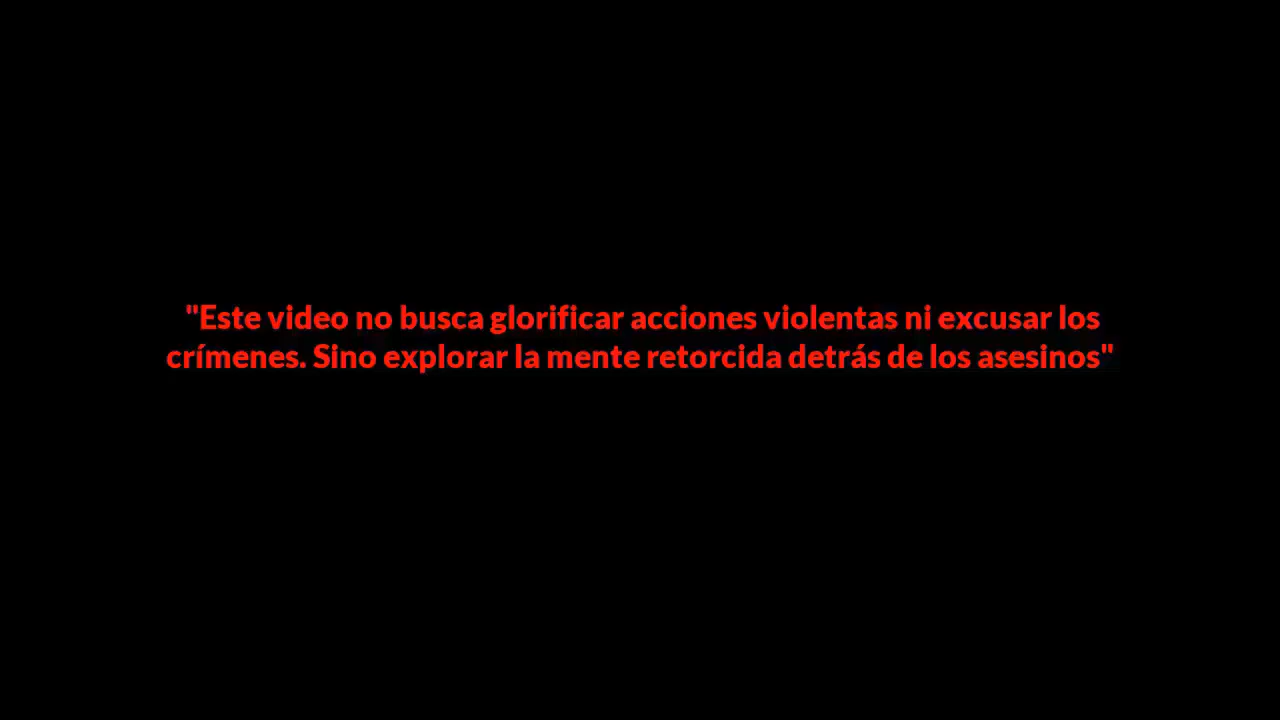 "Este video no busca glorificar acciones violentas ni excusar los
crímenes. Sino explorar la mente retorcida detrás de los asesinos"